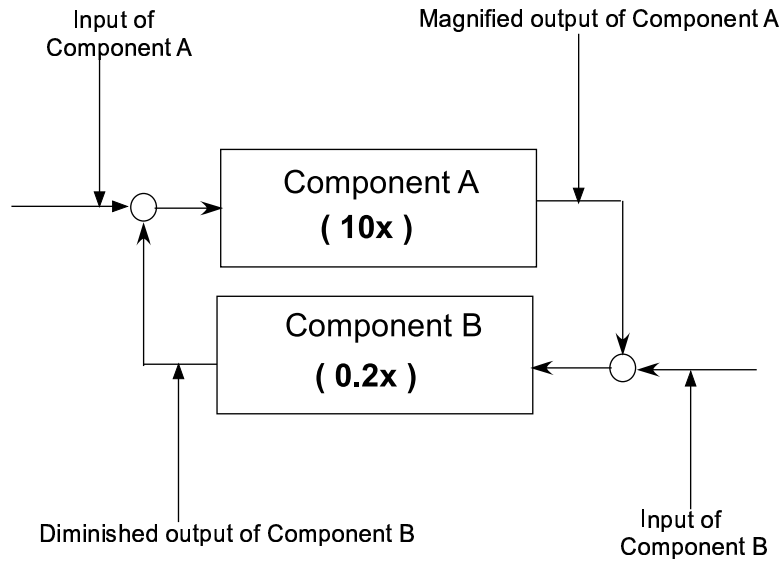 Input of
Component A
Magnified output of Component A
Component A
( 10x )
Component B
( 0.2x )
Diminished output of Component B
Input of
Component B